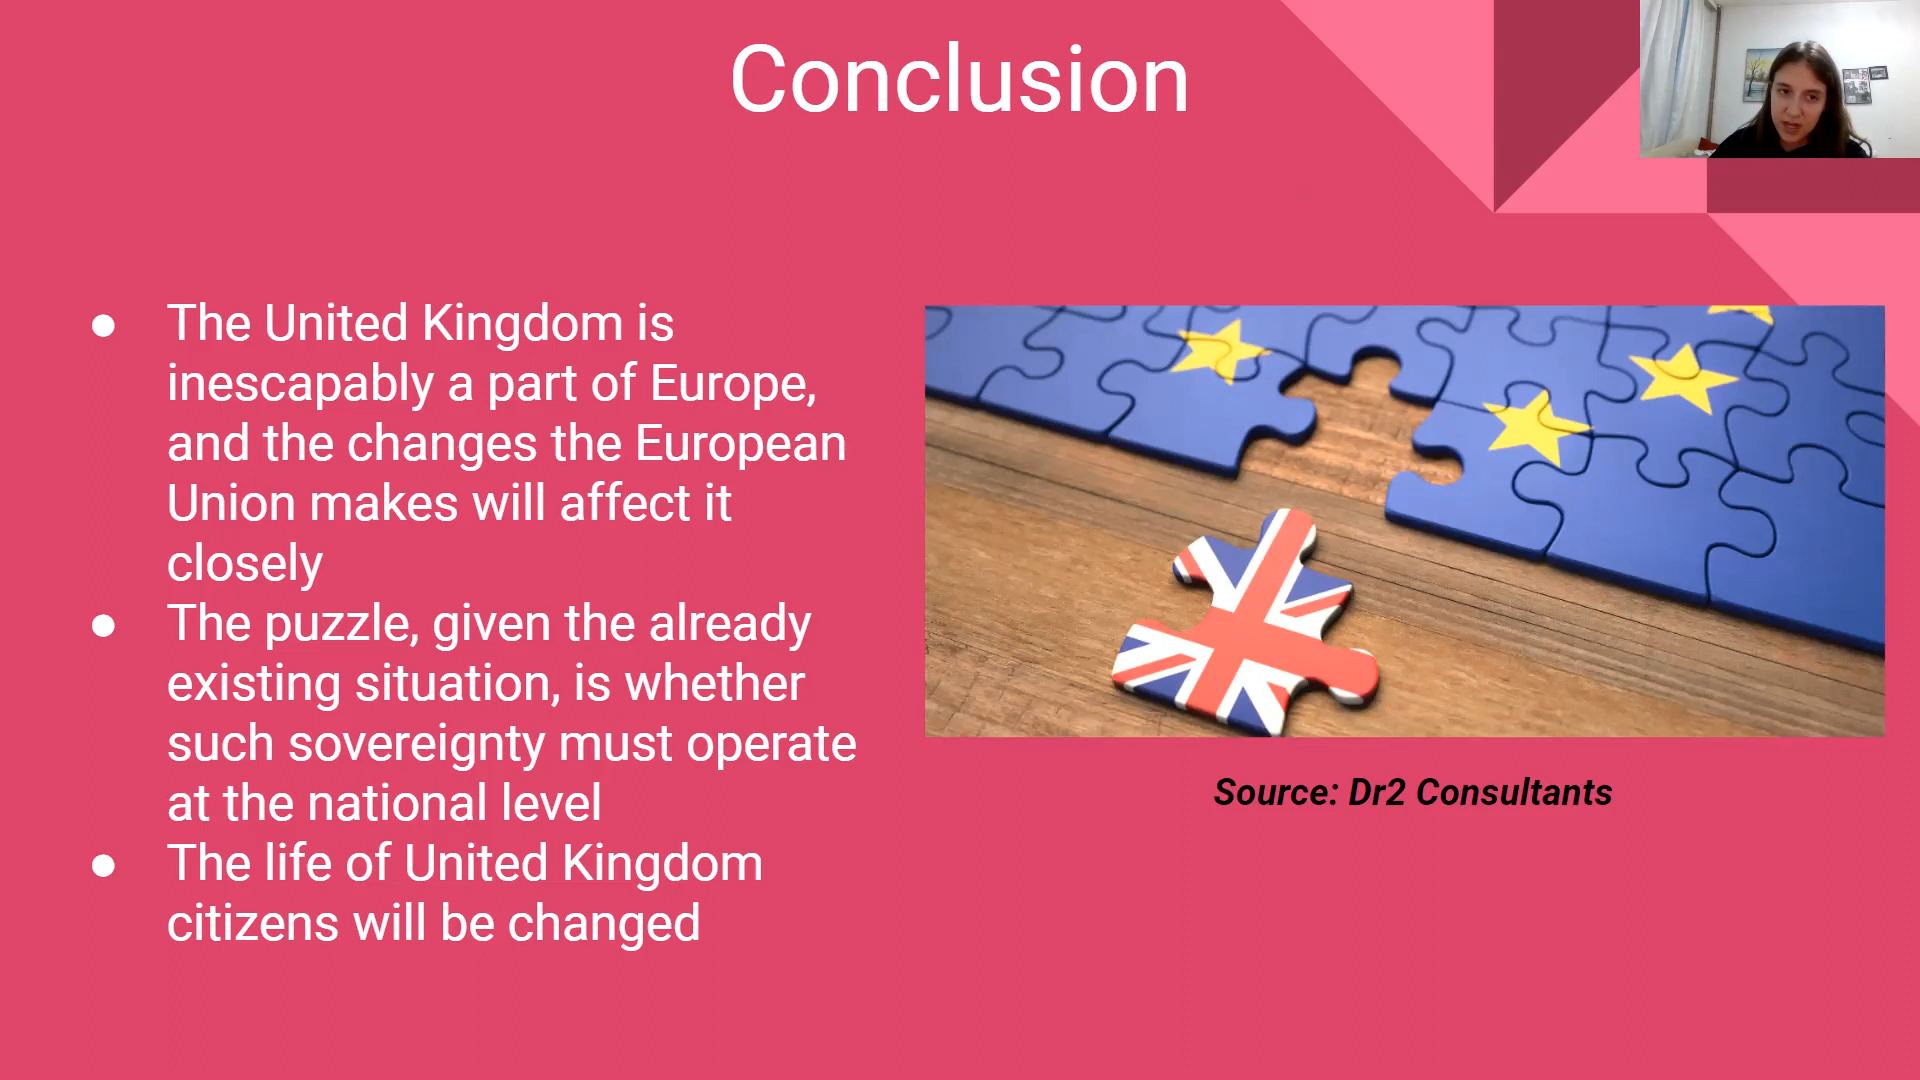 Conclusion
● The United Kingdom is
inescapably a part of Europe,
and the changes the European
Union makes will affect it
closely
● The puzzle, given the already
existing situation, is whether
such sovereignty must operate
at the national level
● The life of United Kingdom
citizens will be changed
Source: Dr2 Consultants